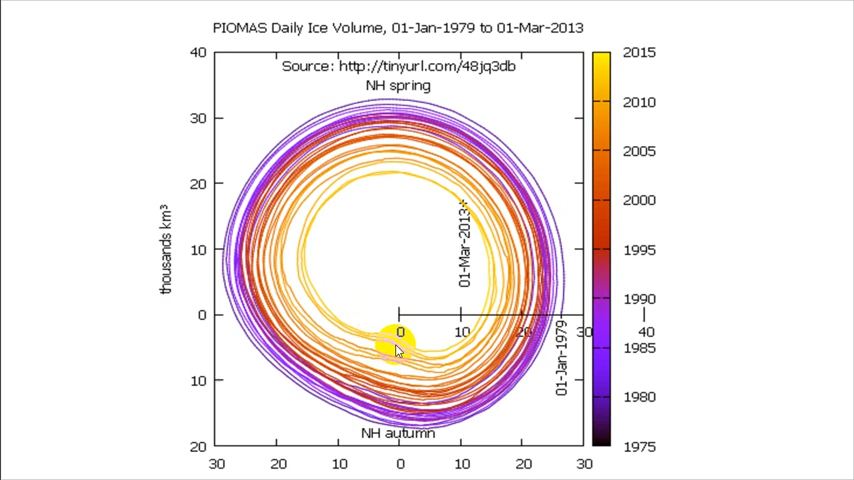 PIOMAS Daily Ice Volume, 01-Jan-1979 to 01-Mar-2013
Source: http://tinyurl.com/48jq3db
NH spring
40
30
20
10
0
10
20
thousands km³
01-Mar-2013
0 10 20 30 40
01-Jan-1979
NH autumn
30 20 10 0 10 20 30
2015
2010
2005
2000
1995
1990
1985
1980
1975